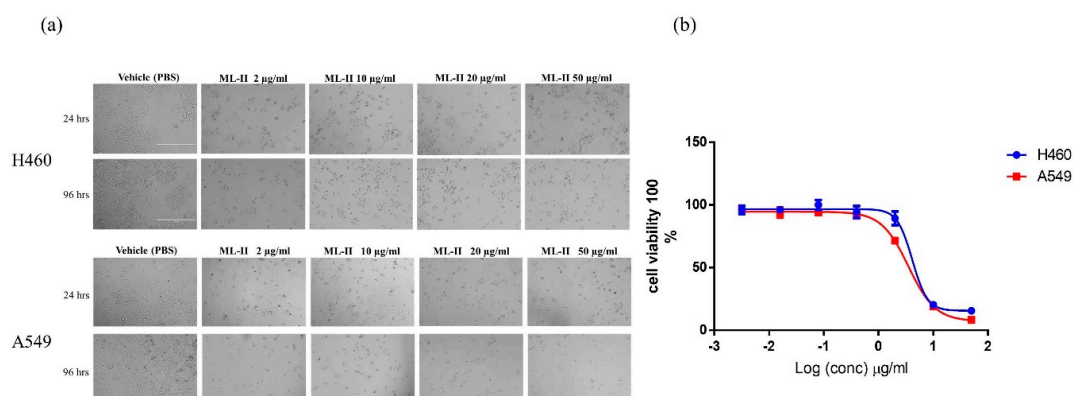 (a)
(b)
Vehicle (PBS) ML-II 2 µg/ml ML-II 10 µg/ml ML-II 20 µg/ml ML-II 50 µg/ml
24 hrs
H460
96 hrs
Vehicle (PBS) ML-II 2 µg/ml ML-II 10 µg/ml ML-II 20 µg/ml ML-II 50 µg/ml
24 hrs
A549
96 hrs
150
100
50
0
cell viability 100
%
-3 -2 -1 0 1 2
Log (conc) µg/ml
H460
A549